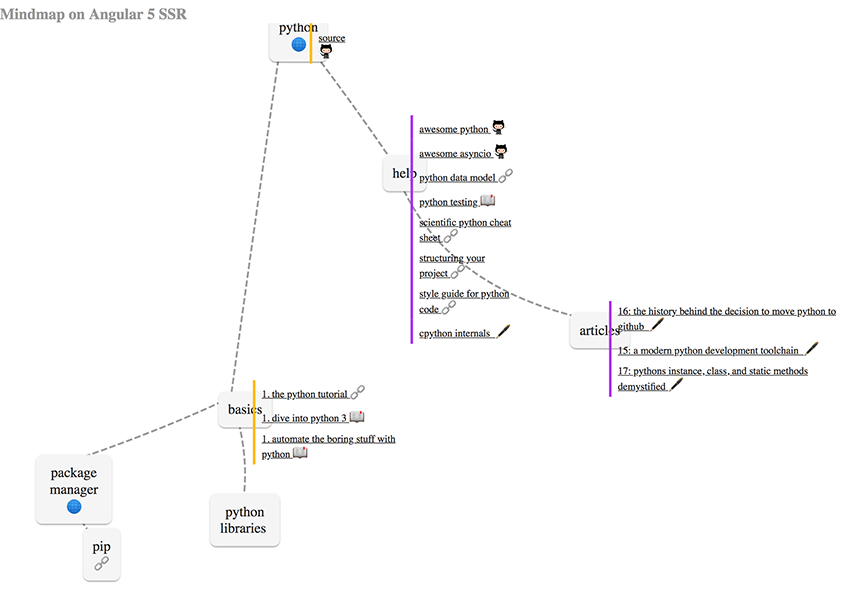 Mindmap on Angular 5 SSR
python
source
awesome python
awesome asyncio
help
python data model
python testing
scientific python cheat
sheet
structuring your
project
style guide for python
code
cpython internals
articles
16: the history behind the decision to move python to
github
15: a modern python development toolchain
17: pythons instance, class, and static methods
demystified
basics
1. the python tutorial
1. dive into python 3
1. automate the boring stuff with
python
package
manager
python
libraries
pip